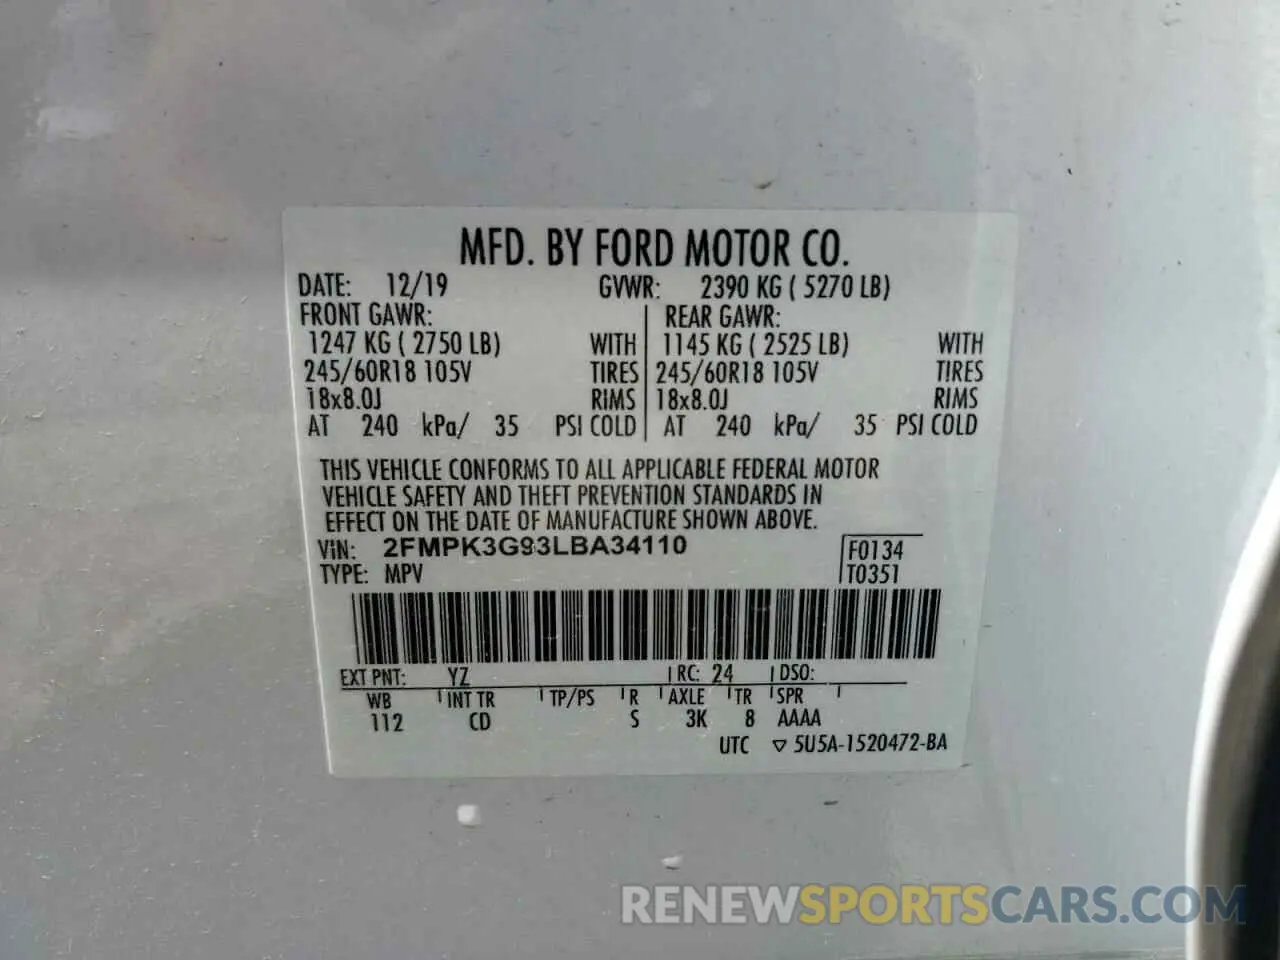 MFD. BY FORD MOTOR CO.
DATE: 12/19 GVWR: 2390 KG ( 5270 LB)
FRONT GAWR: REAR GAWR:
1247 KG ( 2750 LB) WITH 1145 KG ( 2525 LB) WITH
245/60R18 105V TIRES 245/60R18 105V TIRES
18x8.0J RIMS 18x8.0J RIMS
AT 240 kPa/ 35 PSI COLD AT 240 kPa/ 35 PSI COLD
THIS VEHICLE CONFORMS TO ALL APPLICABLE FEDERAL MOTOR
VEHICLE SAFETY AND THEFT PREVENTION STANDARDS IN
EFFECT ON THE DATE OF MANUFACTURE SHOWN ABOVE.
VIN: 2FMPK3G93LBA34110 F0134
TYPE: MPV T0351
EXT PNT: YZ RC: 24 DSO:
WB INT TR TP/PS R AXLE TR SPR
112 CD S 3K 8 AAAA
UTC ▽ 5U5A-1520472-BA
RENEWSPORTSCARS.COM